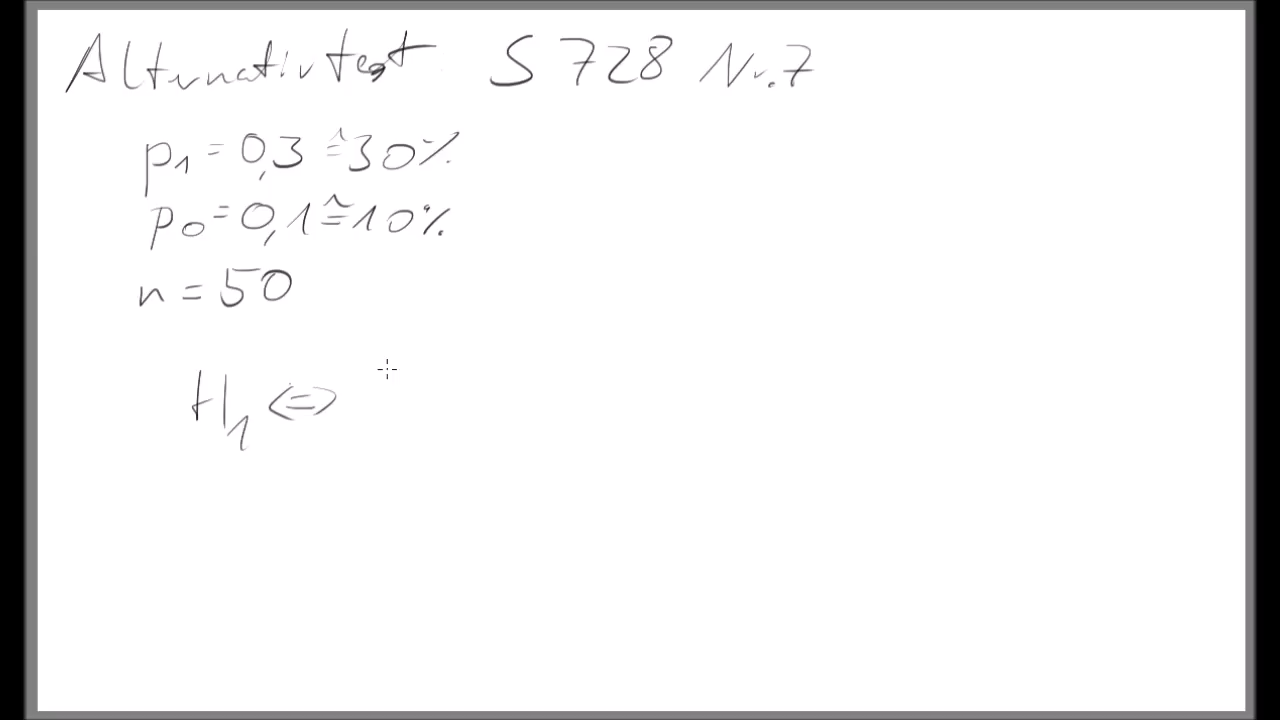 Alternativtest S 728 Nr.7
p₁ = 0,3 ≙ 30%
p₀ = 0,1 ≙ 10%
n = 50
H₁ ⇔